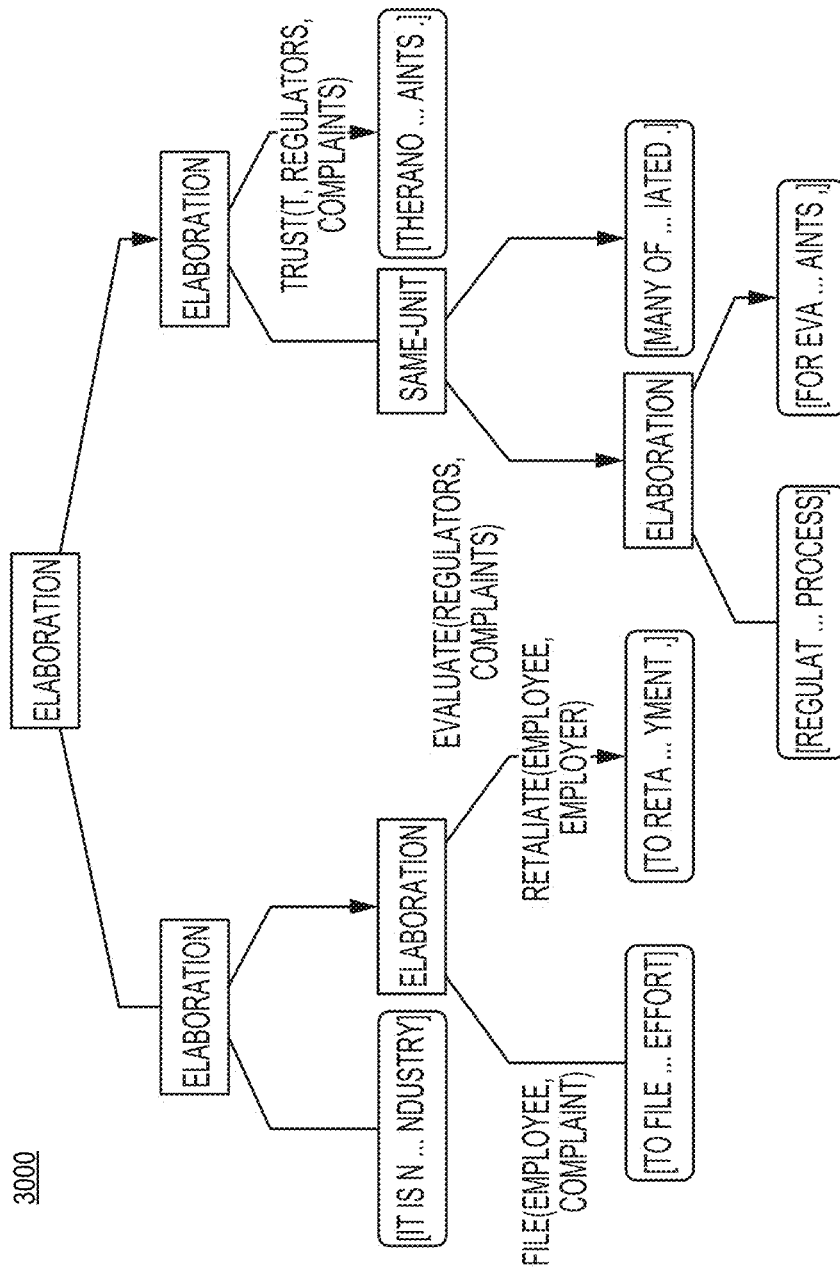 3000
ELABORATION
ELABORATION
ELABORATION
[IT IS N ... NDUSTRY]
ELABORATION
TRUST(T, REGULATORS,
COMPLAINTS)
SAME-UNIT
[THERANO ... AINTS ,]
FILE(EMPLOYEE,
COMPLAINT)
RETALIATE(EMPLOYEE,
EMPLOYER)
EVALUATE(REGULATORS,
COMPLAINTS)
[TO FILE ... EFFORT]
[TO RETA ... YMENT ,]
ELABORATION
[MANY OF ... IATED ,]
[REGULAT ... PROCESS]
[FOR EVA ... AINTS ,]